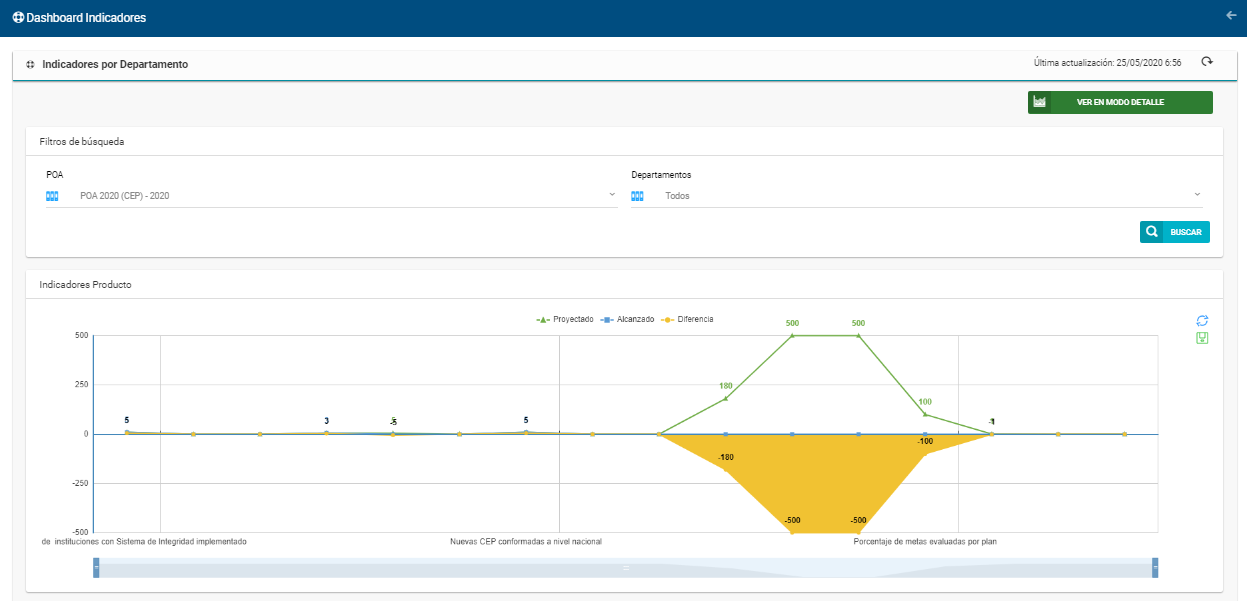 Dashboard Indicadores
Indicadores por Departamento
Última actualización: 25/05/2020 6:56
VER EN MODO DETALLE
Filtros de búsqueda
POA
Departamentos
POA 2020 (CEP) - 2020
Todos
BUSCAR
Indicadores Producto
Proyectado Alcanzado Diferencia
500
250
0
-250
-500
5
3
-5
5
180
500
500
100
-1
-180
-500
-500
-100
de instituciones con Sistema de Integridad implementado
Nuevas CEP conformadas a nivel nacional
Porcentaje de metas evaluadas por plan